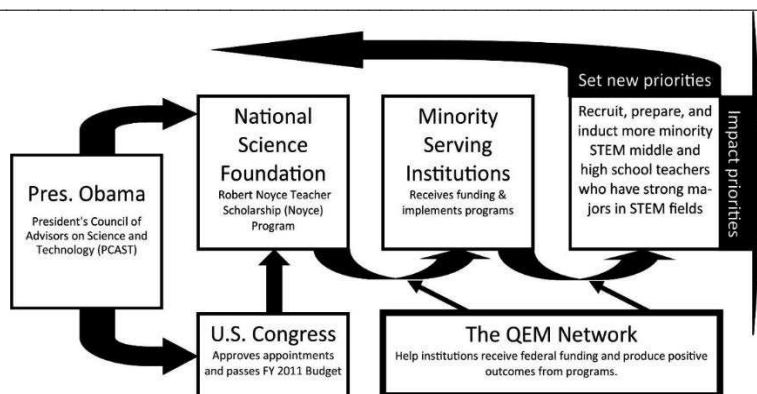 Pres. Obama
President's Council of
Advisors on Science and
Technology (PCAST)
National
Science
Foundation
Robert Noyce Teacher
Scholarship (Noyce)
Program
U.S. Congress
Approves appointments
and passes FY 2011 Budget
Minority
Serving
Institutions
Receives funding &
implements programs
The QEM Network
Help institutions receive federal funding and produce positive
outcomes from programs.
Set new priorities
Recruit, prepare, and
induct more minority
STEM middle and
high school teachers
who have strong ma-
jors in STEM fields
Impact priorities